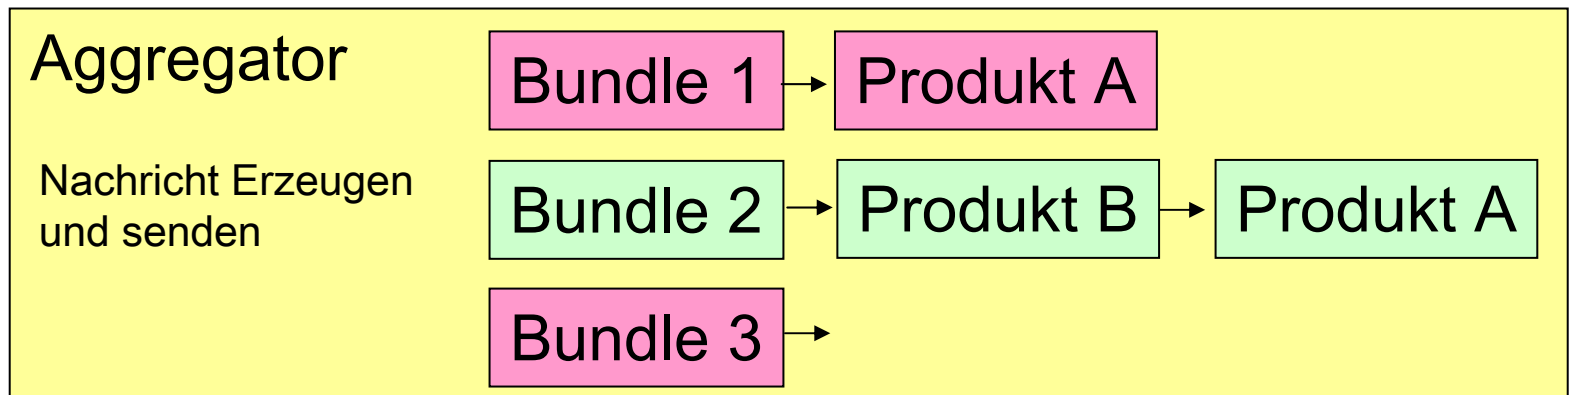 Aggregator
Bundle 1
Produkt A
Nachricht Erzeugen
und senden
Bundle 2
Produkt B
Produkt A
Bundle 3